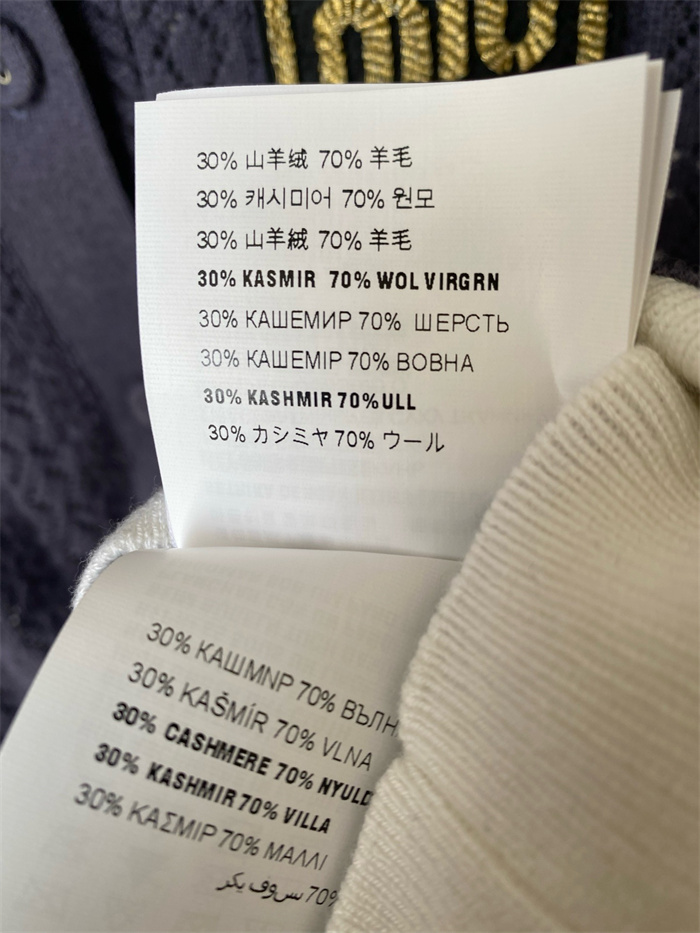 miu
30% 山羊绒 70% 羊毛
30% 캐시미어 70% 원모
30% 山羊絨 70% 羊毛
30% KASMIR 70% WOL VIRGRN
30% КАШЕМИР 70% ШЕРСТЬ
30% КАШЕМІР 70% ВОВНА
30% KASHMIR 70% ULL
30% カシミヤ 70% ウール
30% КАШМNР 70% ВЪЛН
30% KAŠMÍR 70% VLNA
30% CASHMERE 70% NYULD
30% KASHMIR 70% VILLA
30% ΚΑΣΜΙΡ 70% ΜΑΛΛΙ
70%